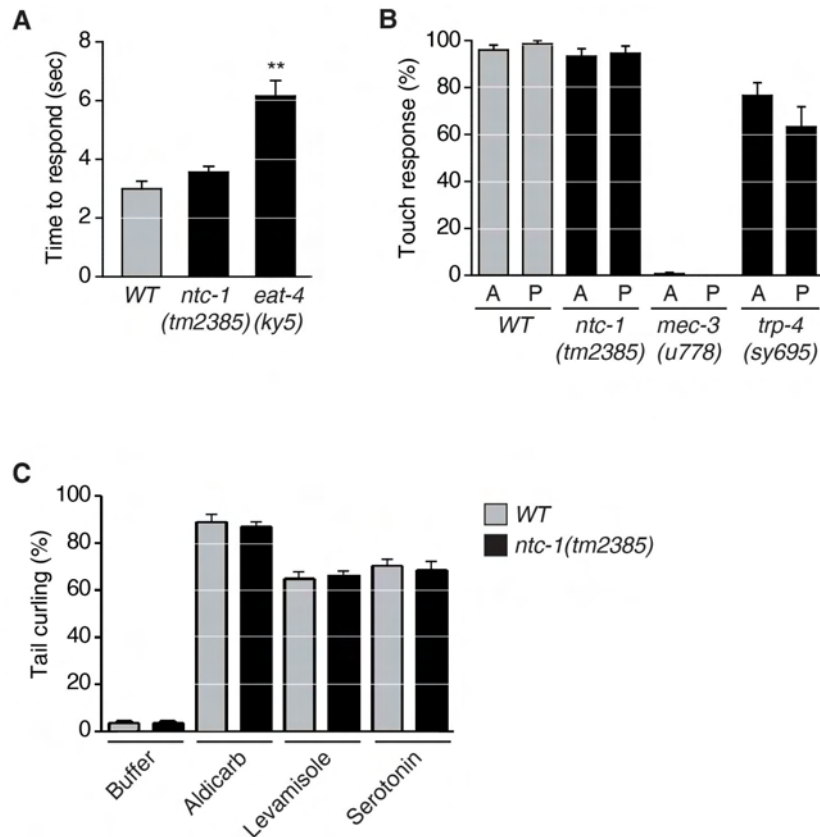 A
Time to respond (sec)
8
6
4
2
0
**
WT ntc-1 eat-4
(tm2385) (ky5)
B
Touch response (%)
100
80
60
40
20
0
A P A P A P A P
WT ntc-1 mec-3 trp-4
(tm2385) (u778) (sy695)
C
Tail curling (%)
100
80
60
40
20
0
Buffer
Aldicarb
Levamisole
Serotonin
WT
ntc-1(tm2385)